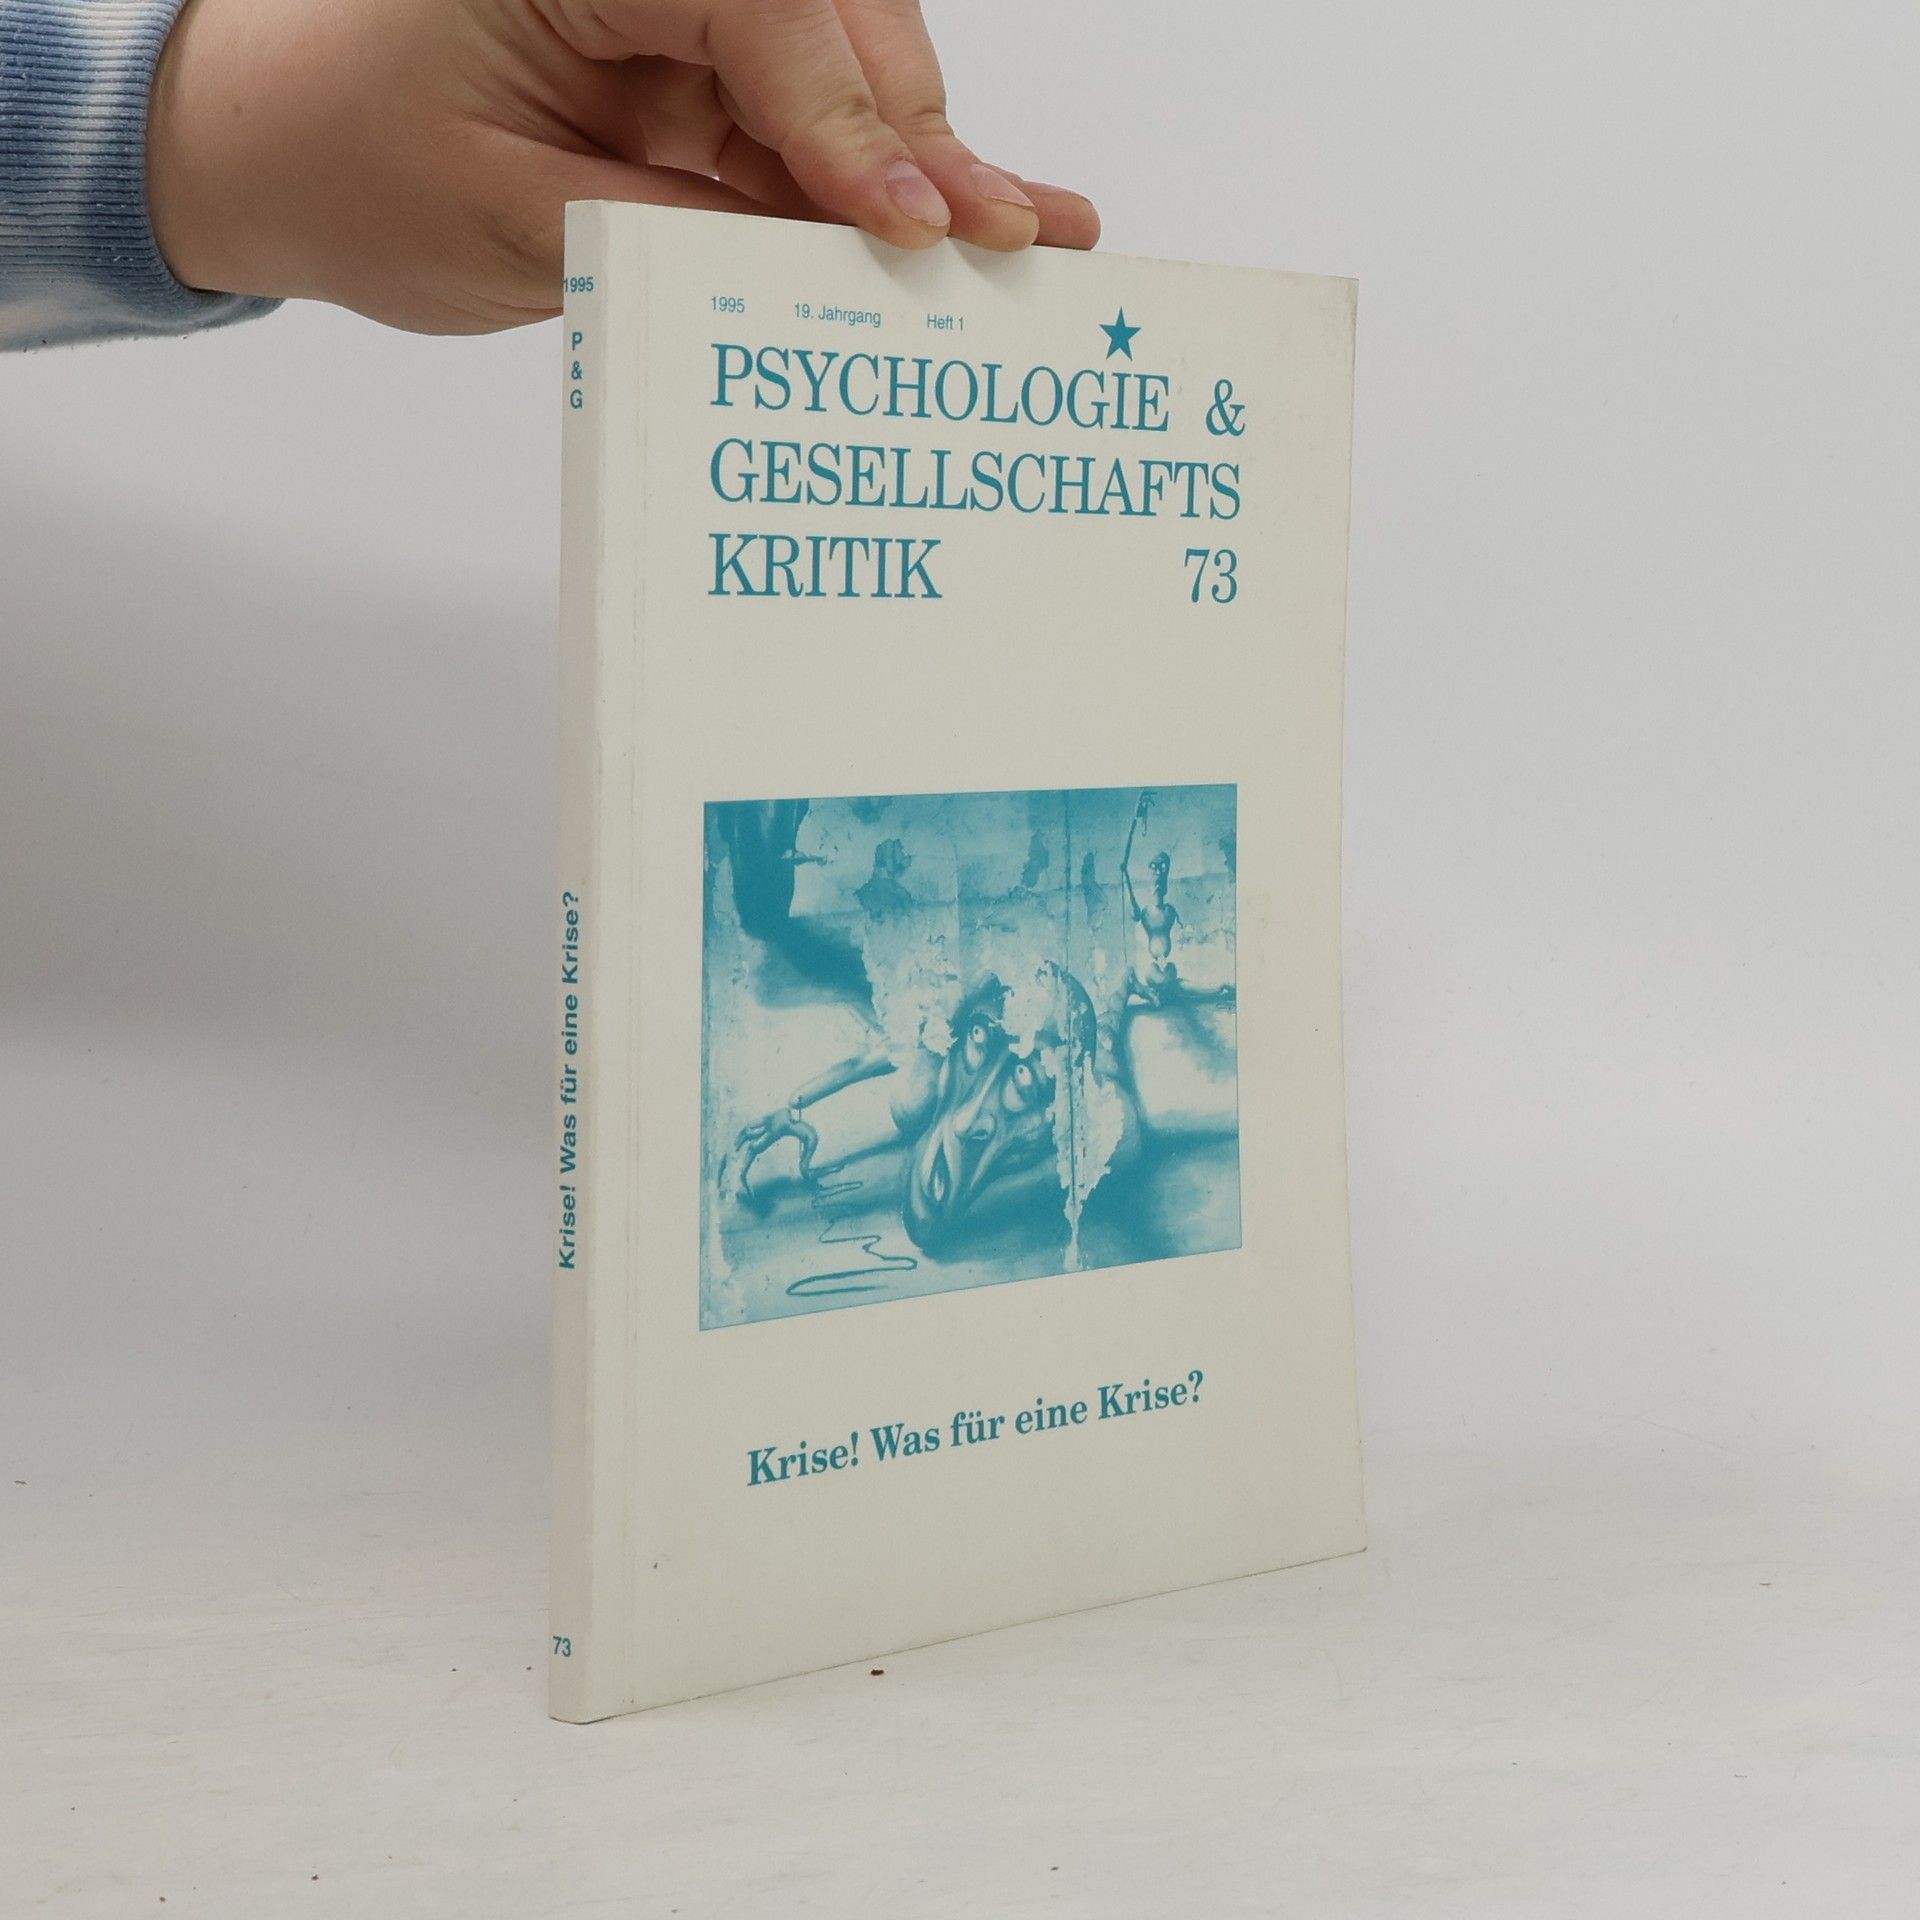 1995
P
&
G
Krise! Was für eine Krise?
73
1995 19. Jahrgang Heft 1
PSYCHOLOGIE &
GESELLSCHAFTS
KRITIK 73
Krise! Was für eine Krise?